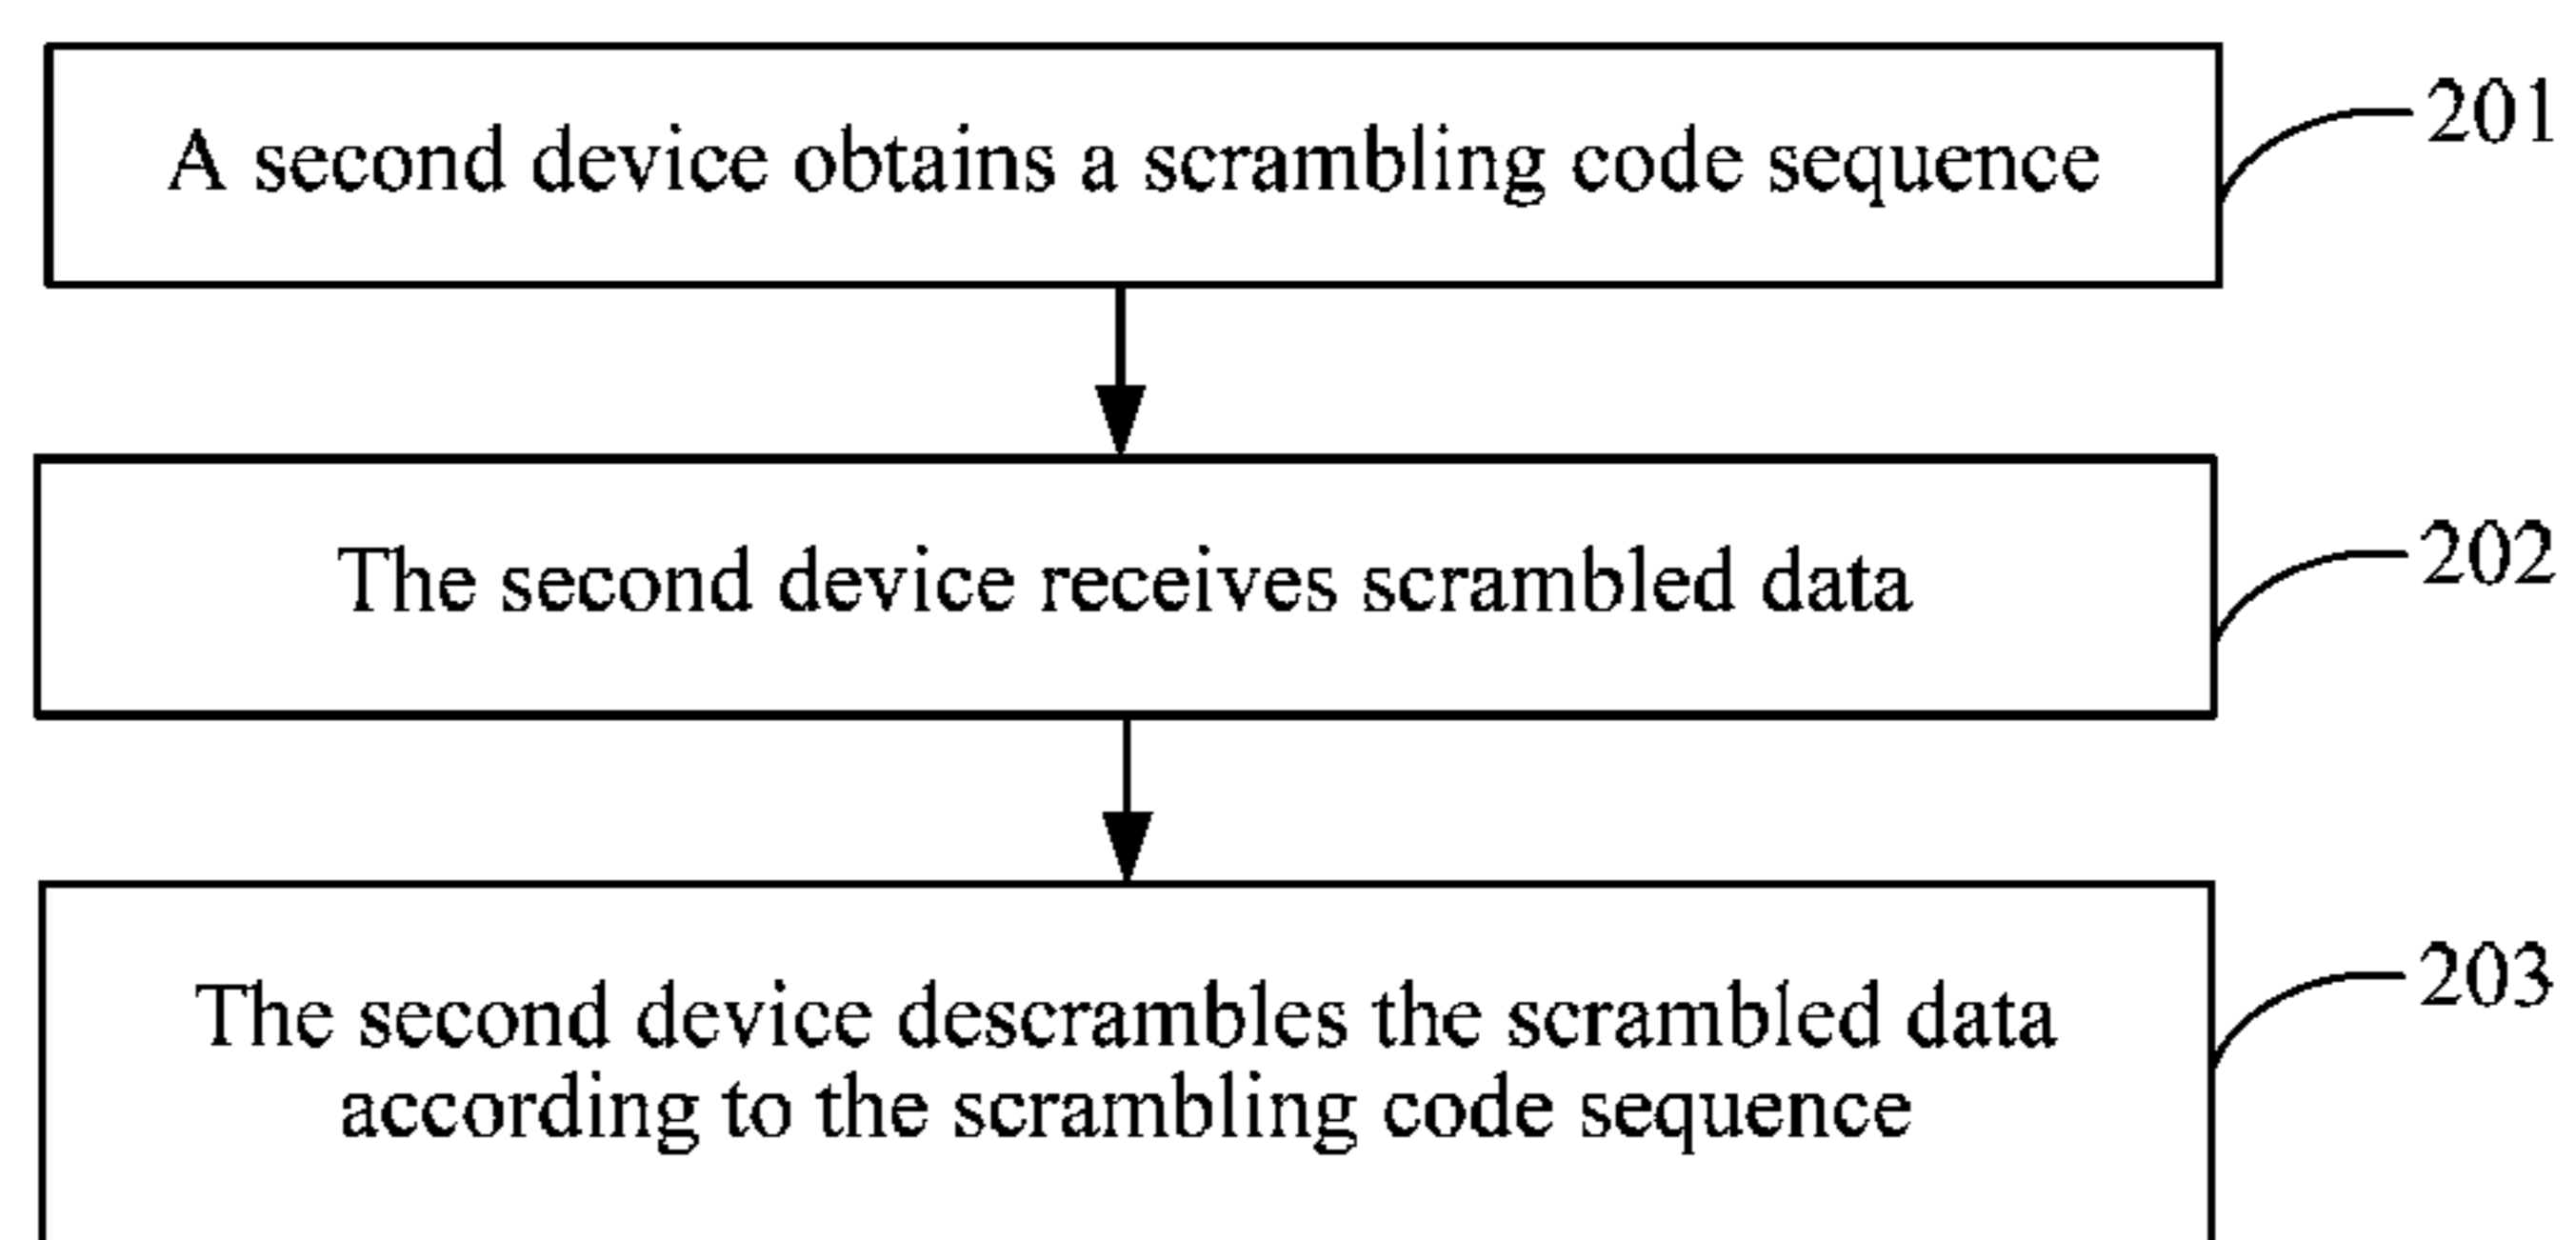 A second device obtains a scrambling code sequence
201
The second device receives scrambled data
202
The second device descrambles the scrambled data
according to the scrambling code sequence
203